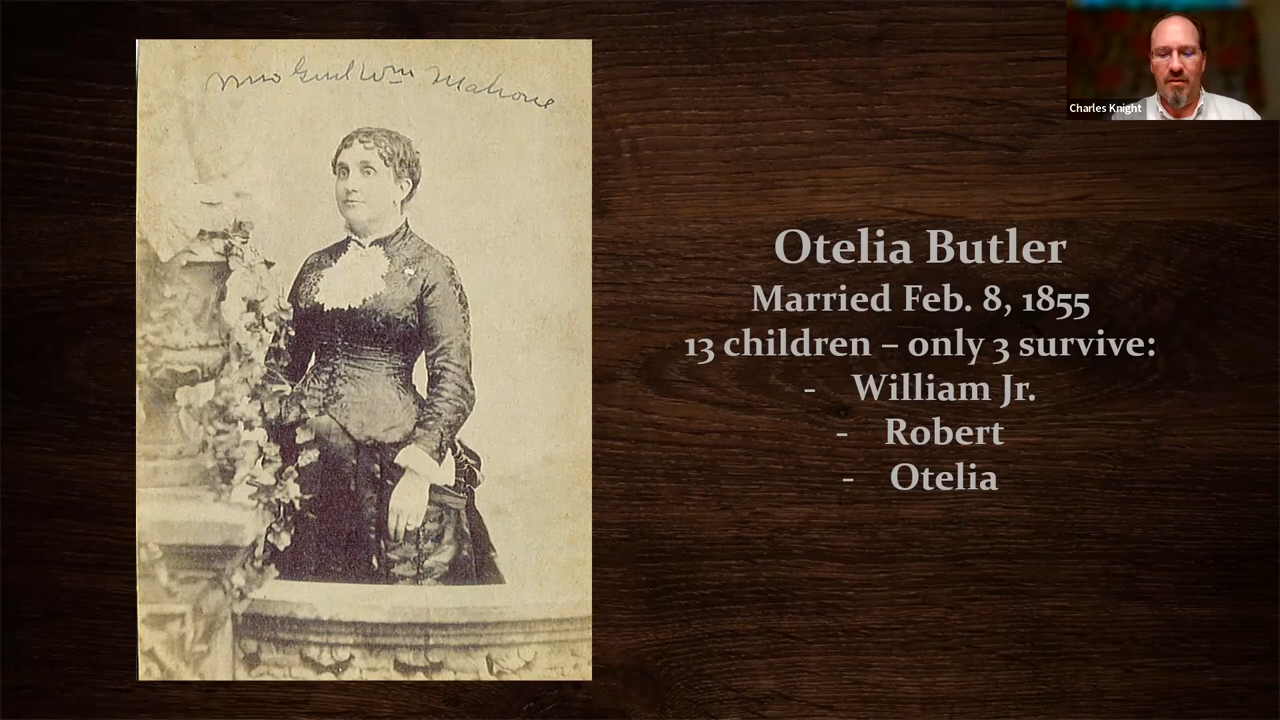 Mrs Genl Wm Mahone
Charles Knight
Otelia Butler
Married Feb. 8, 1855
13 children – only 3 survive:
- William Jr.
- Robert
- Otelia